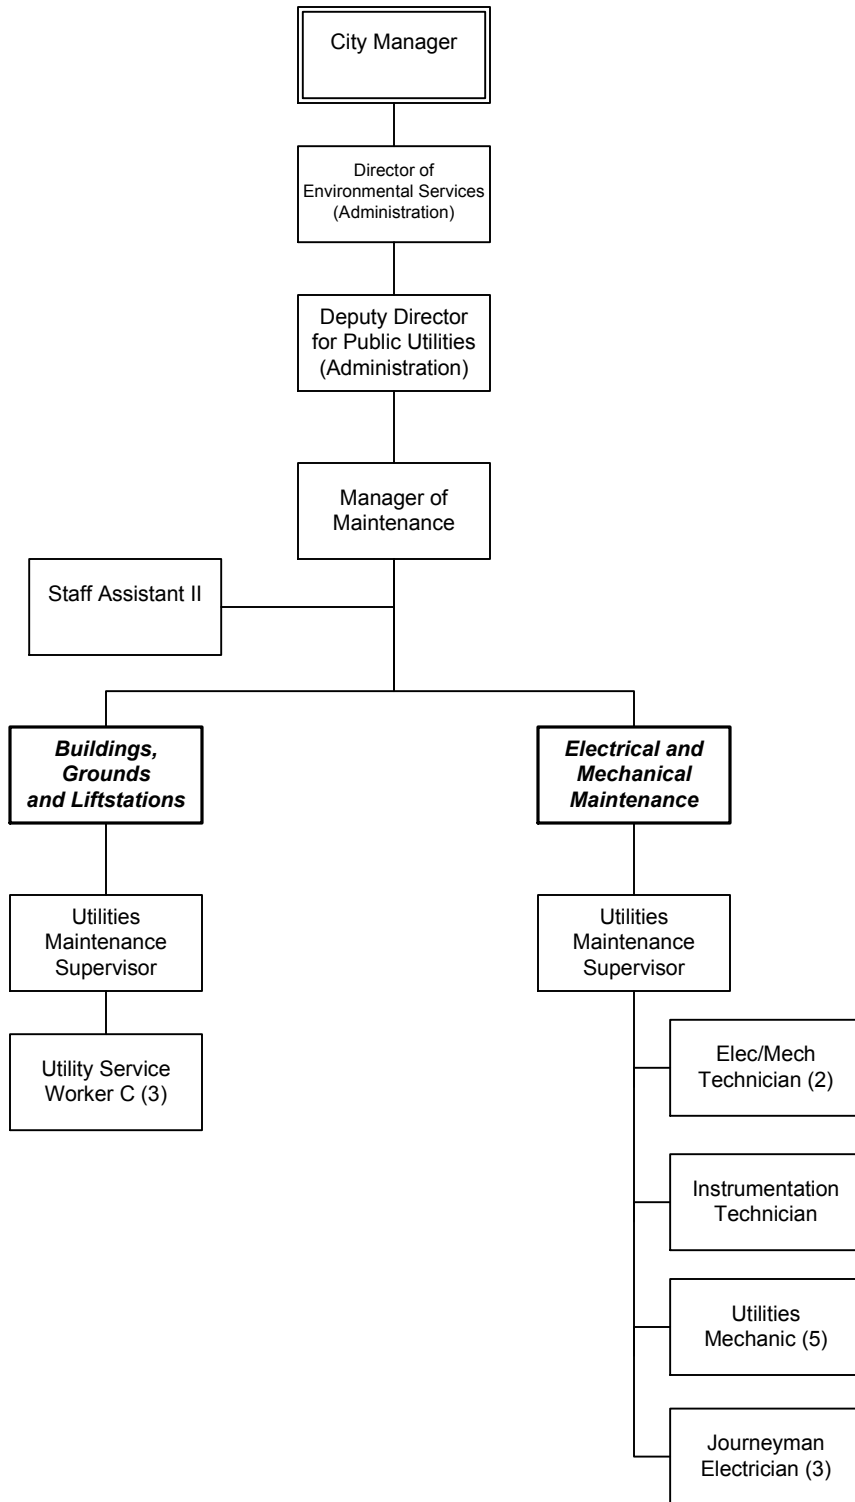 City Manager
Director of
Environmental Services
(Administration)
Deputy Director
for Public Utilities
(Administration)
Manager of
Maintenance
Staff Assistant II
Buildings,
Grounds
and Liftstations
Utilities
Maintenance
Supervisor
Utility Service
Worker C (3)
Electrical and
Mechanical
Maintenance
Utilities
Maintenance
Supervisor
Elec/Mech
Technician (2)
Instrumentation
Technician
Utilities
Mechanic (5)
Journeyman
Electrician (3)